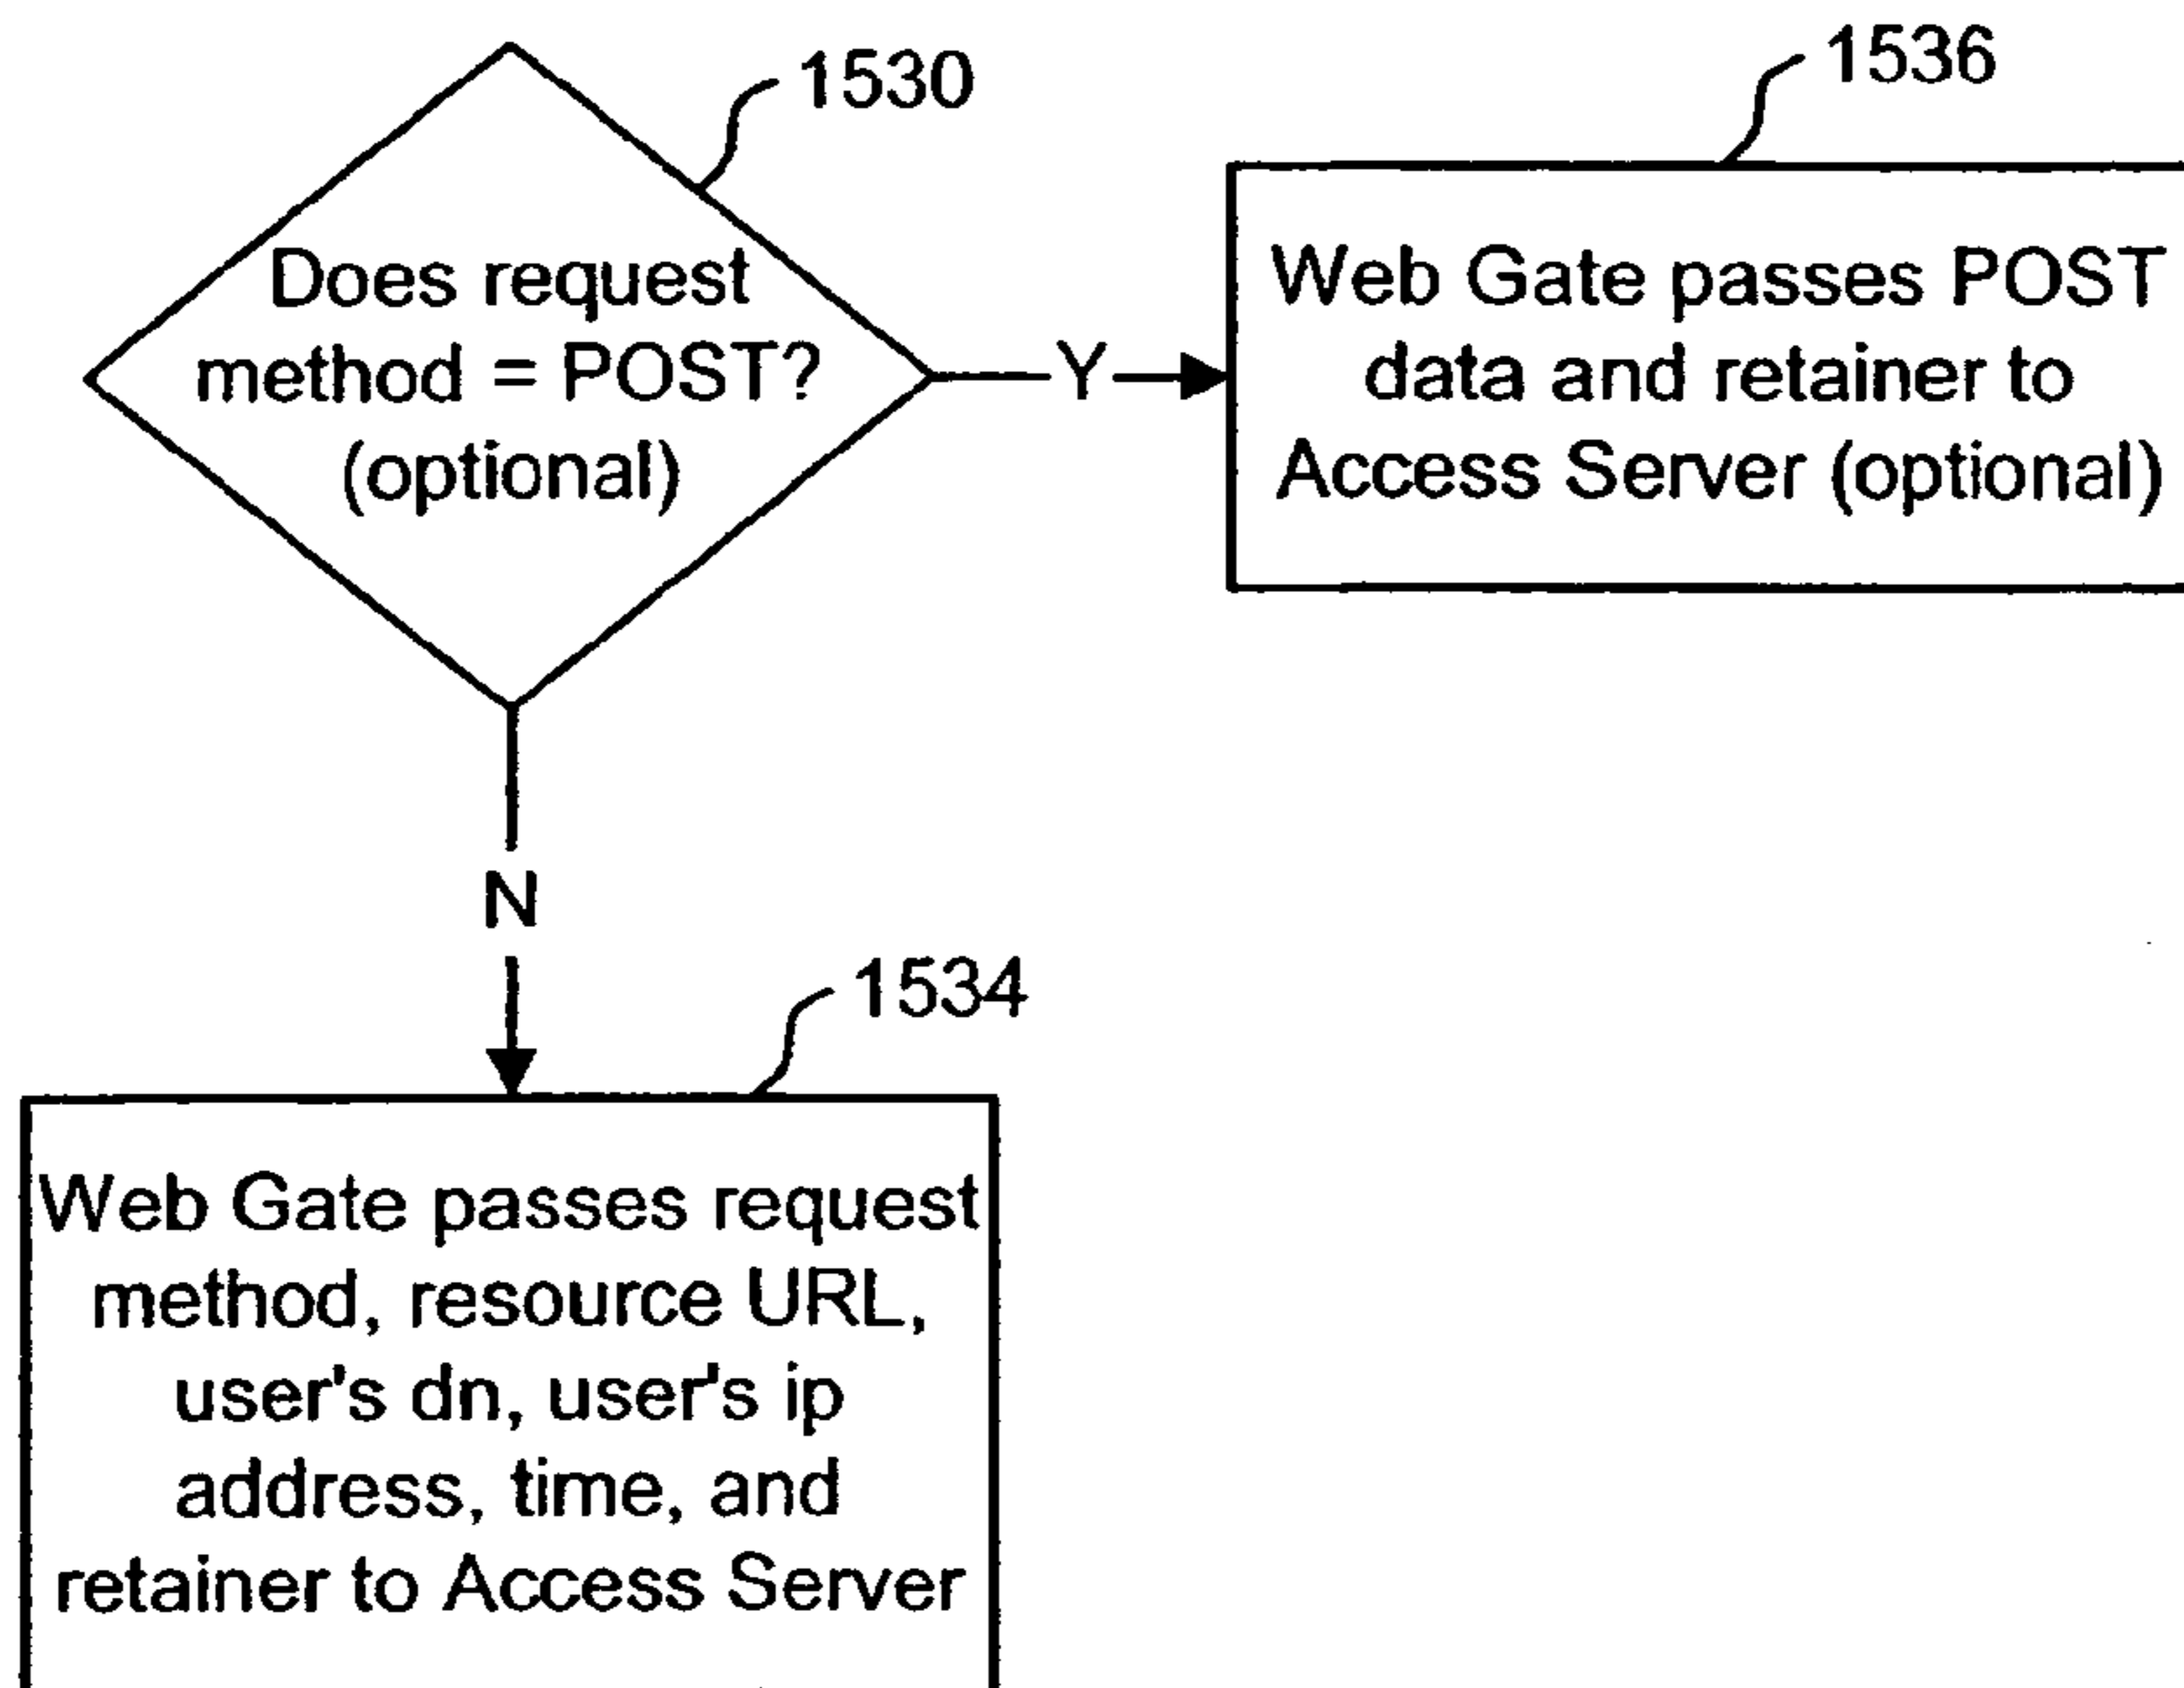 1530
Does request
method = POST?
(optional)
Y
1536
Web Gate passes POST
data and retainer to
Access Server (optional)
N
1534
Web Gate passes request
method, resource URL,
user's dn, user's ip
address, time, and
retainer to Access Server